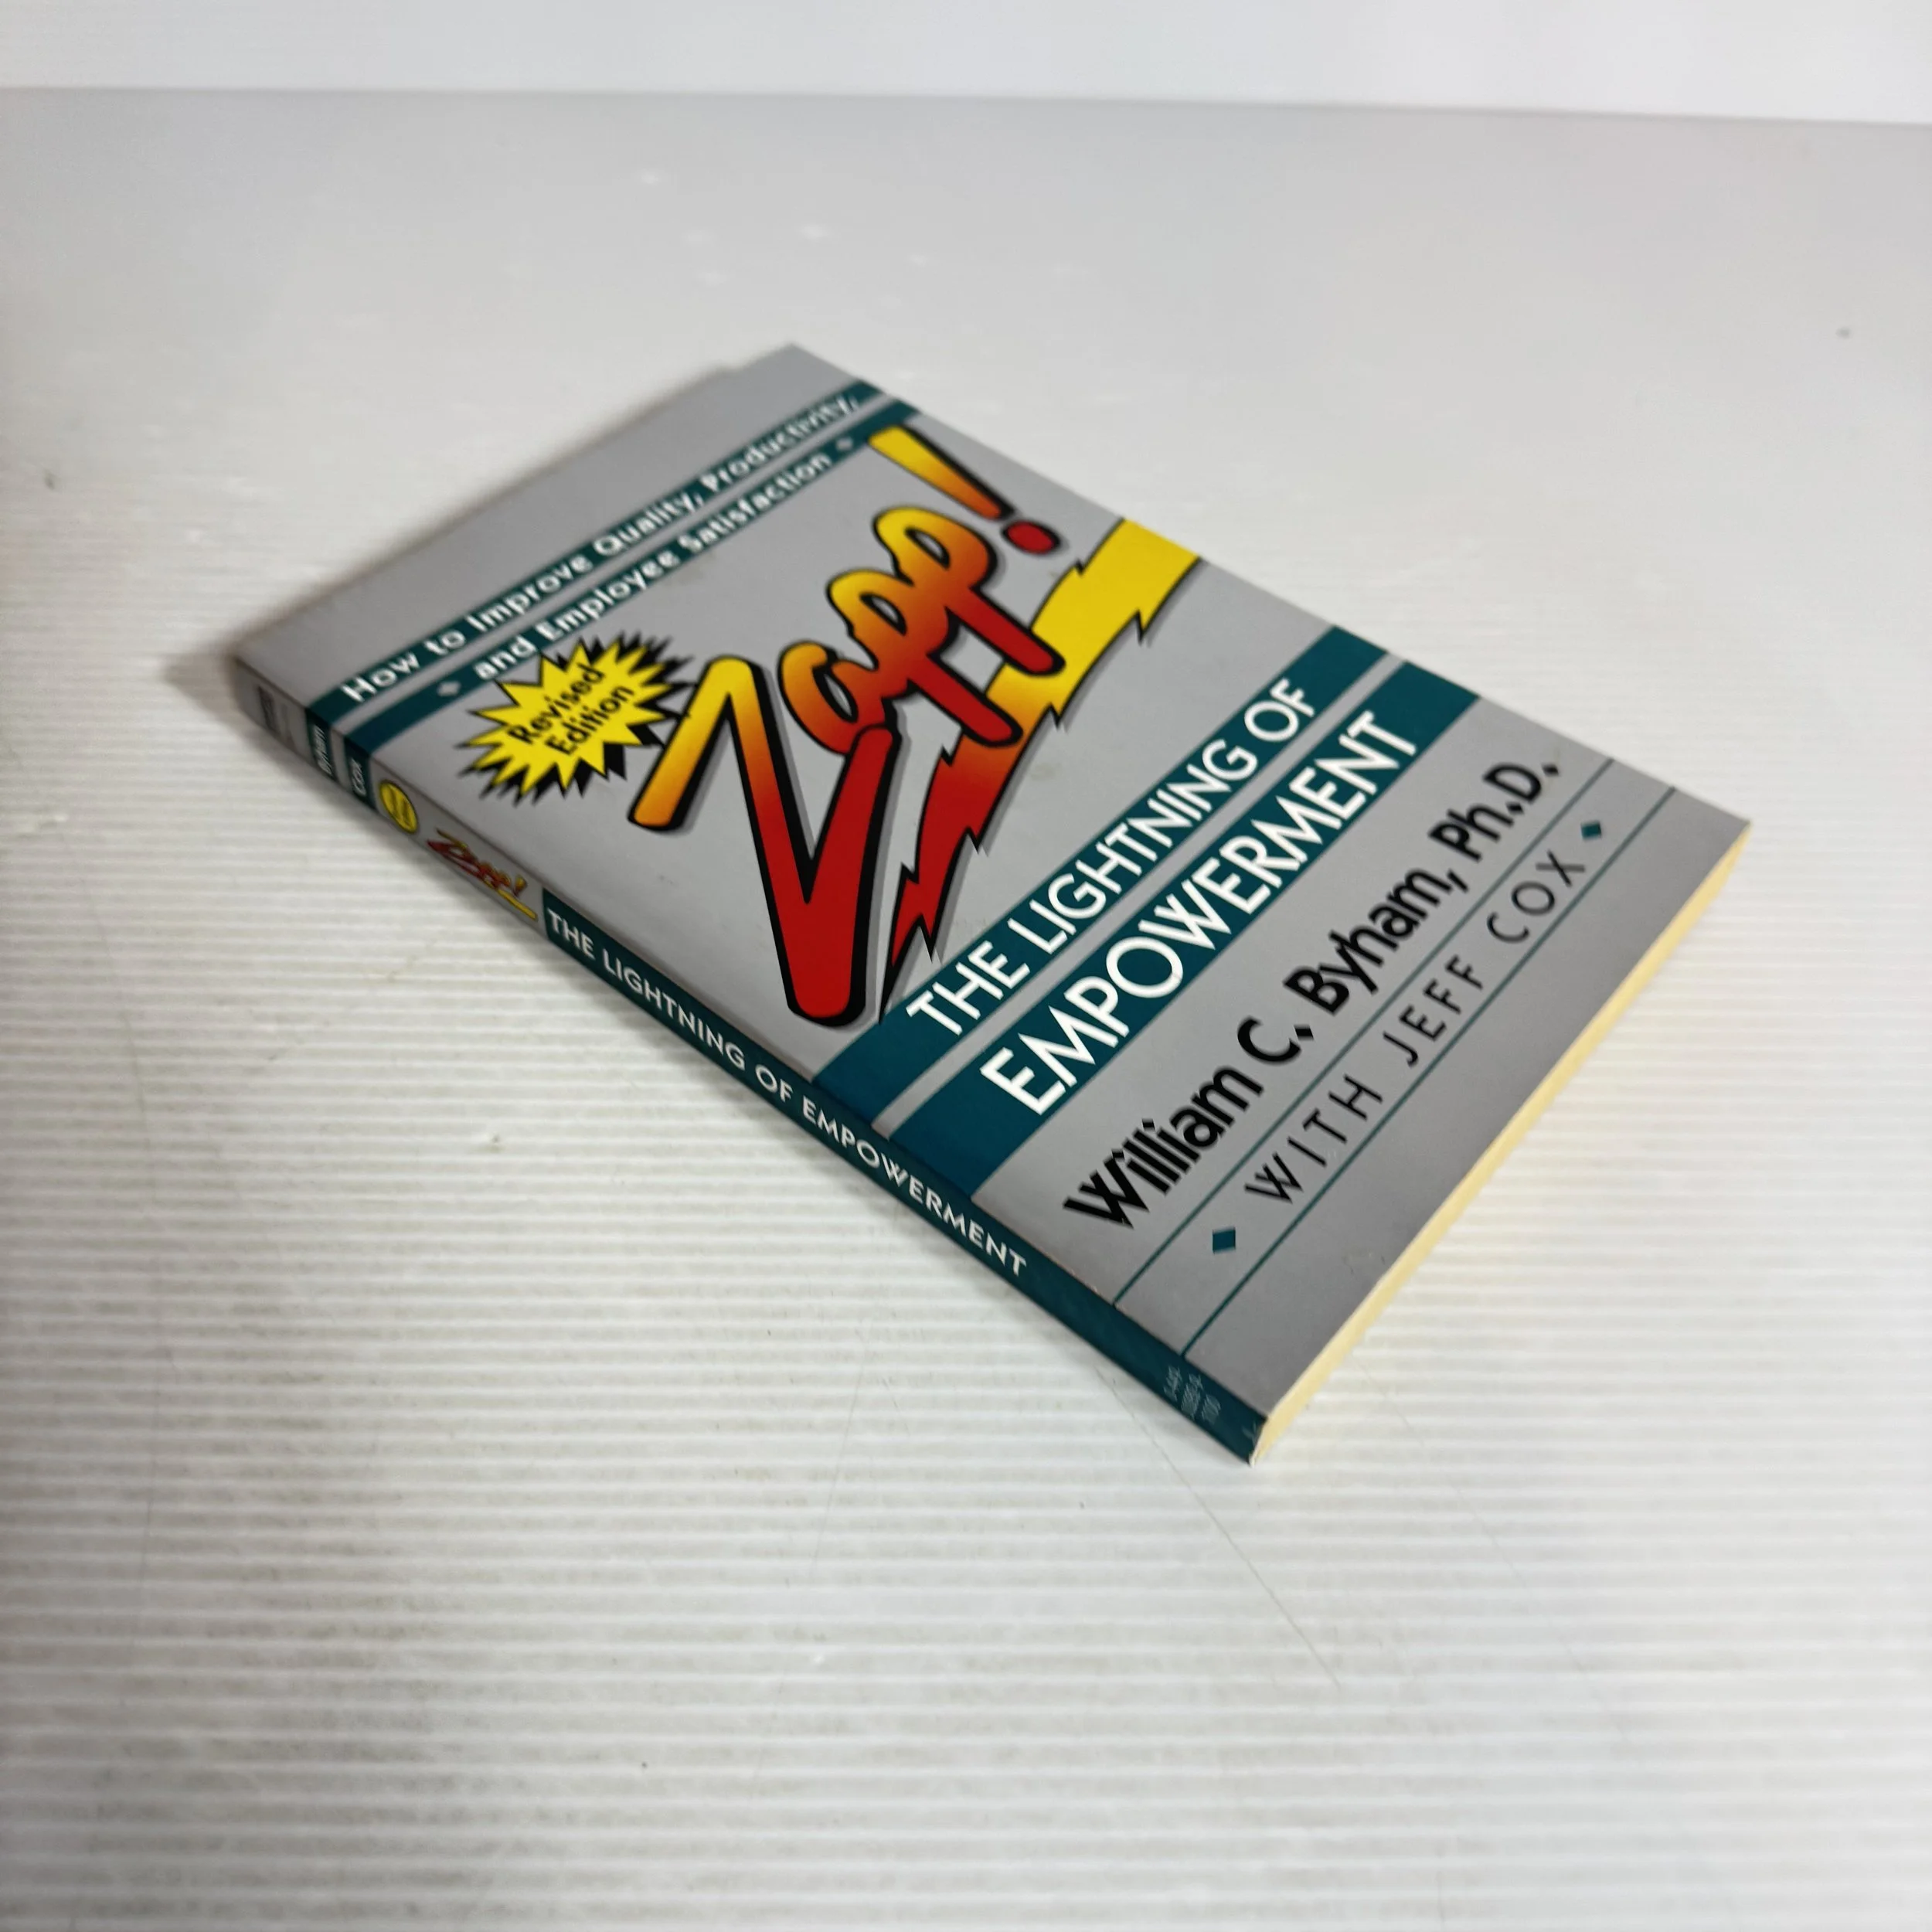 How to Improve Quality, Productivity,
and Employee Satisfaction
Revised
Edition
Zapp!
THE LIGHTNING OF
EMPOWERMENT
William C. Byham, Ph.D.
WITH JEFF COX
Byham
Cox
Zapp!
THE LIGHTNING OF EMPOWERMENT